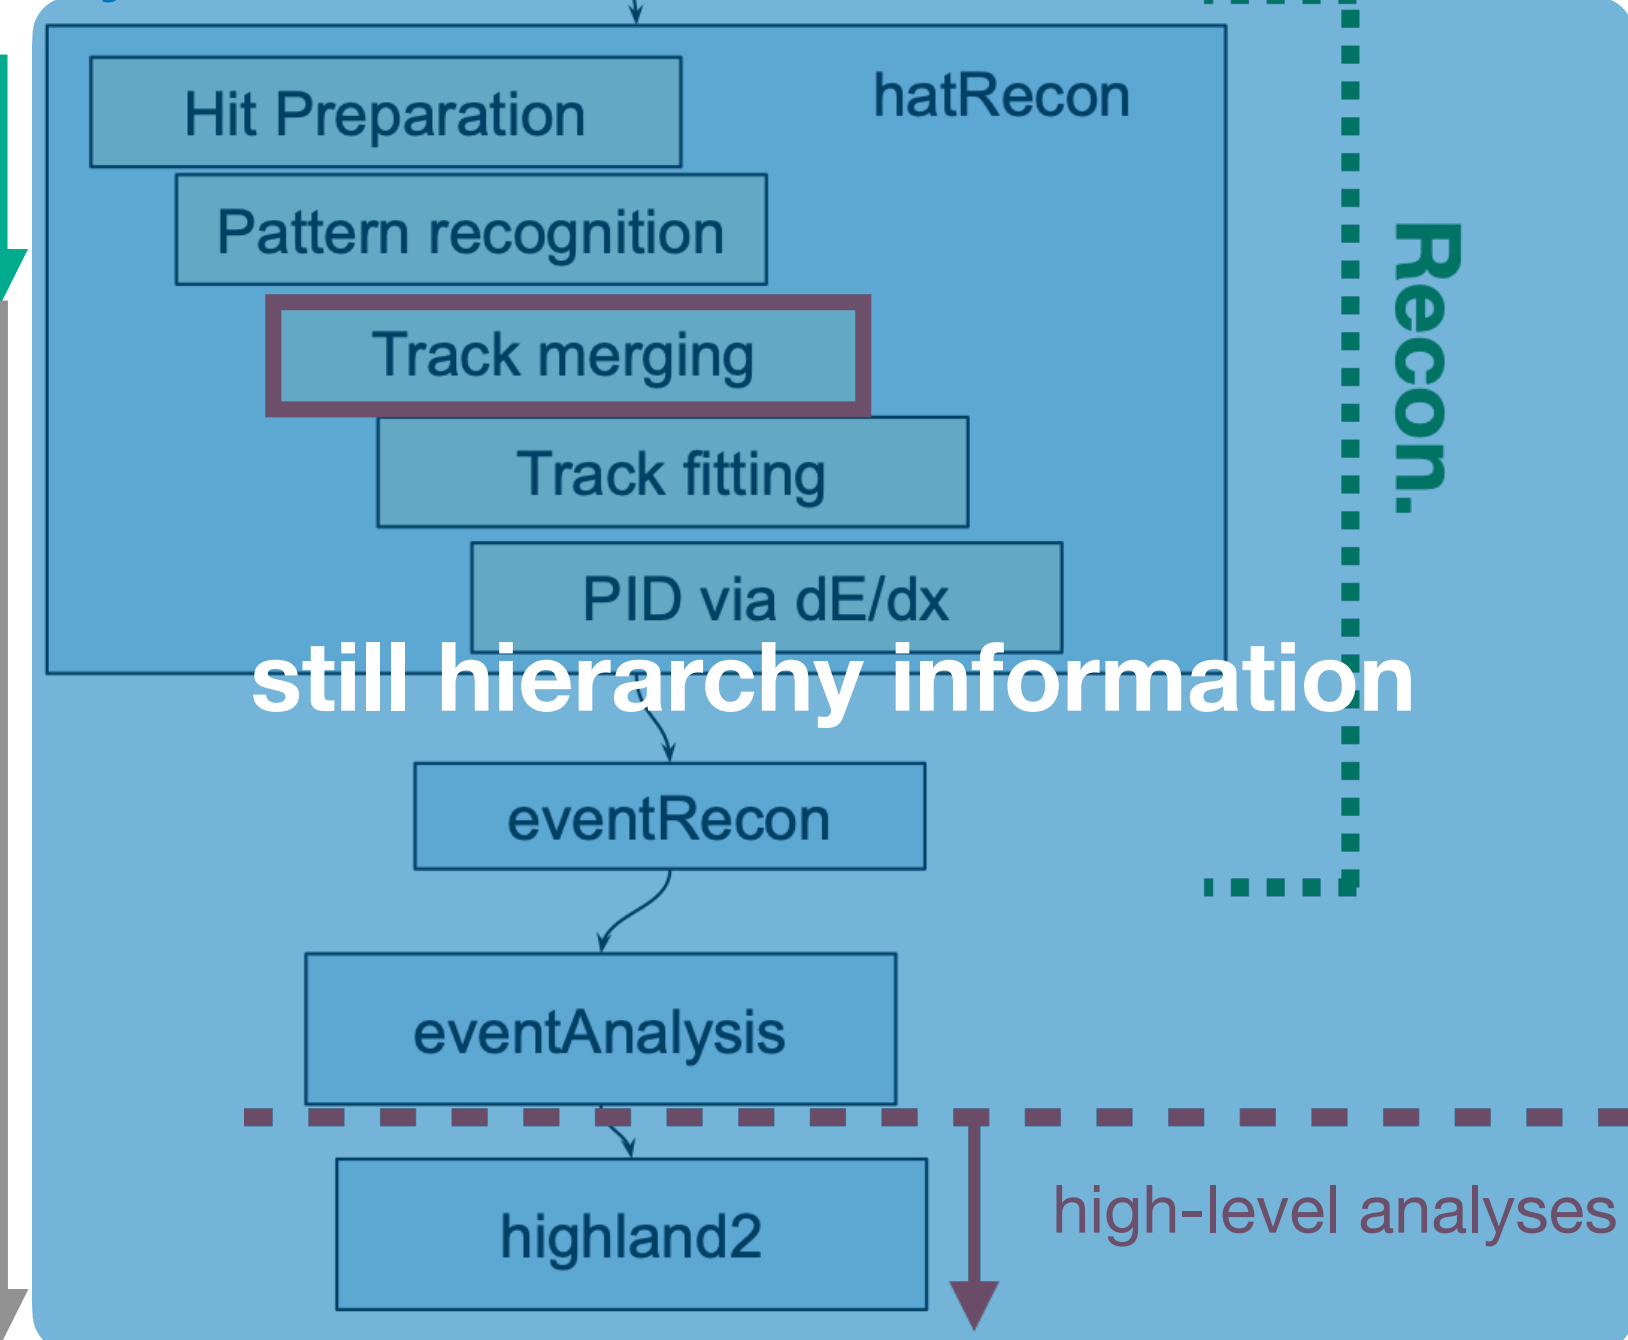 hatRecon
Hit Preparation
Pattern recognition
Track merging
Track fitting
PID via dE/dx
Recon.
still hierarchy information
eventRecon
eventAnalysis
highland2
high-level analyses